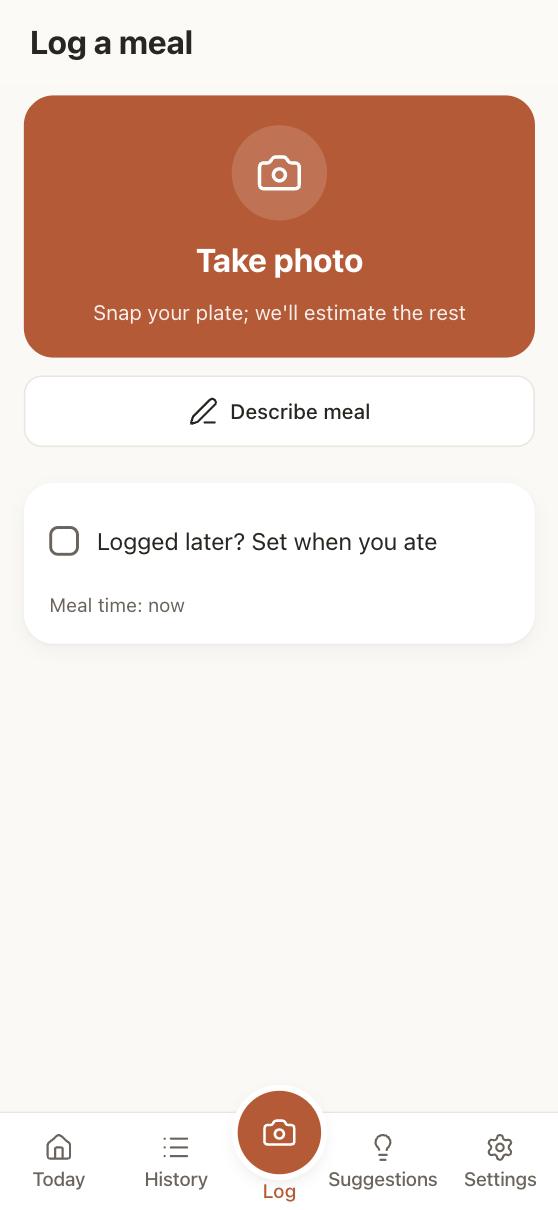 Log a meal
Take photo
Snap your plate; we'll estimate the rest
Describe meal
Logged later? Set when you ate
Meal time: now
Today
History
Log
Suggestions
Settings